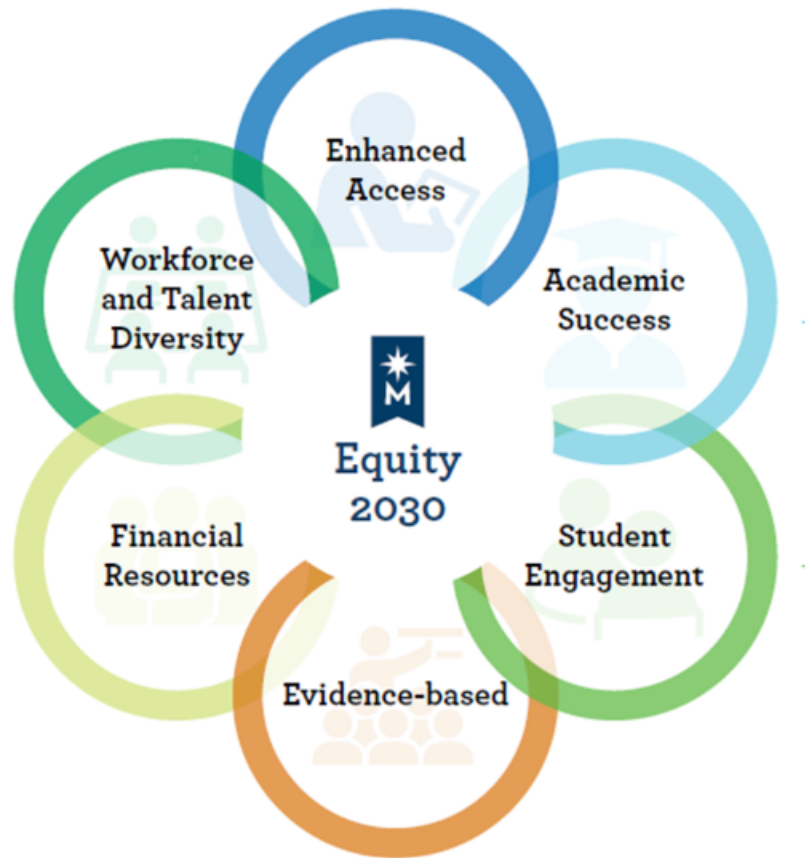 Enhanced
Access
Academic
Success
Student
Engagement
Evidence-based
Financial
Resources
Workforce
and Talent
Diversity
M
Equity
2030